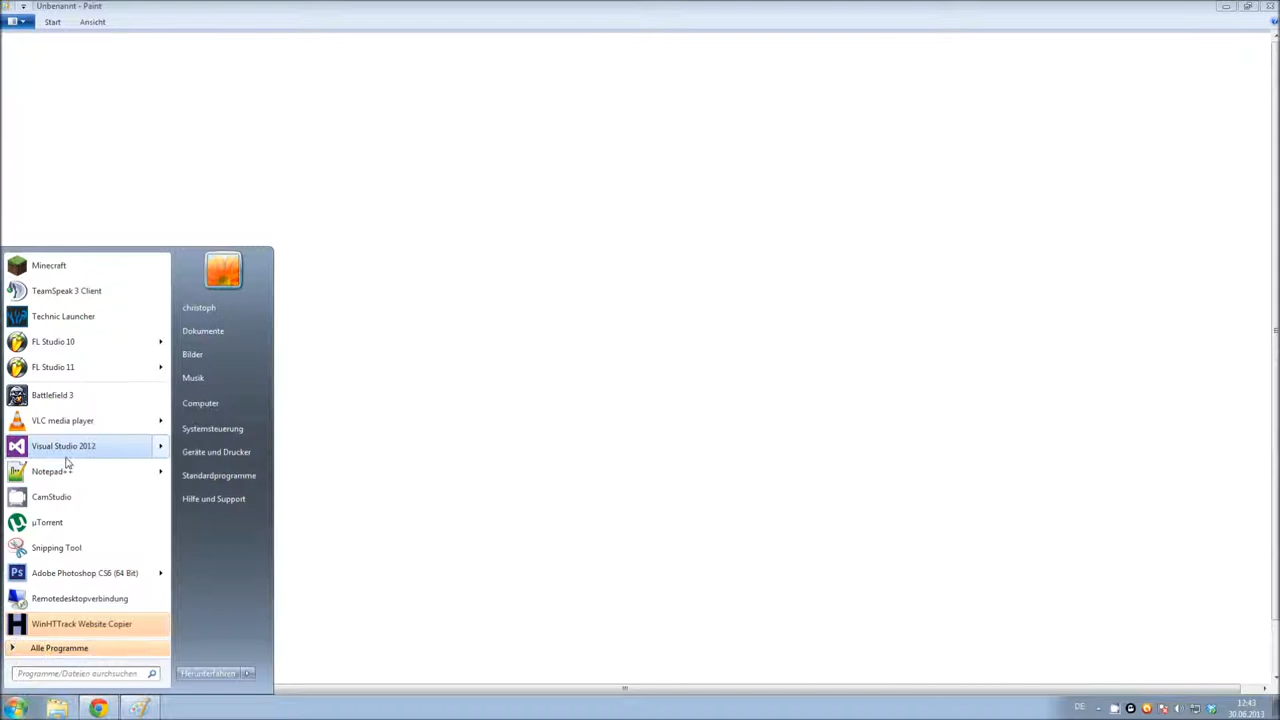 Unbenannt - Paint
Start Ansicht
Minecraft
TeamSpeak 3 Client
Technic Launcher
FL Studio 10
FL Studio 11
Battlefield 3
VLC media player
Visual Studio 2012
Notepad++
CamStudio
µTorrent
Snipping Tool
Adobe Photoshop CS6 (64 Bit)
Remotedesktopverbindung
WinHTTrack Website Copier
Alle Programme
Programme/Dateien durchsuchen
christoph
Dokumente
Bilder
Musik
Computer
Systemsteuerung
Geräte und Drucker
Standardprogramme
Hilfe und Support
Herunterfahren
DE
12:43
30.06.2013